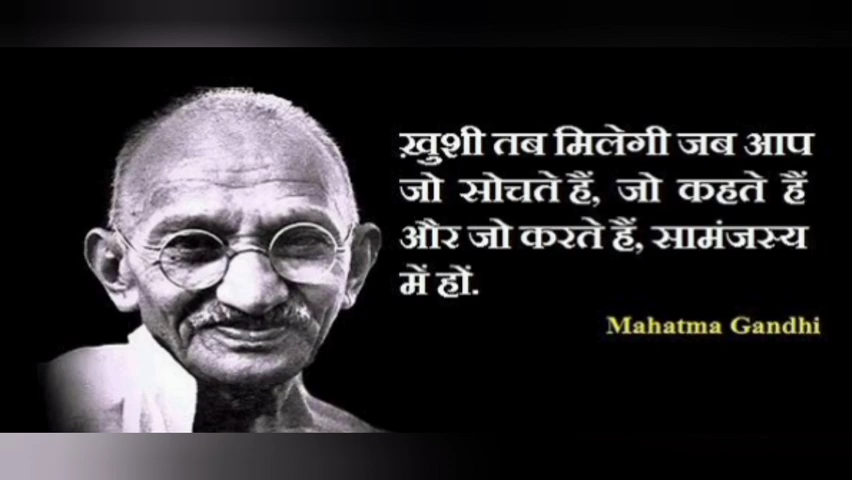 ख़ुशी तब मिलेगी जब आप
जो सोचते हैं, जो कहते हैं
और जो करते हैं, सामंजस्य
में हों.
Mahatma Gandhi